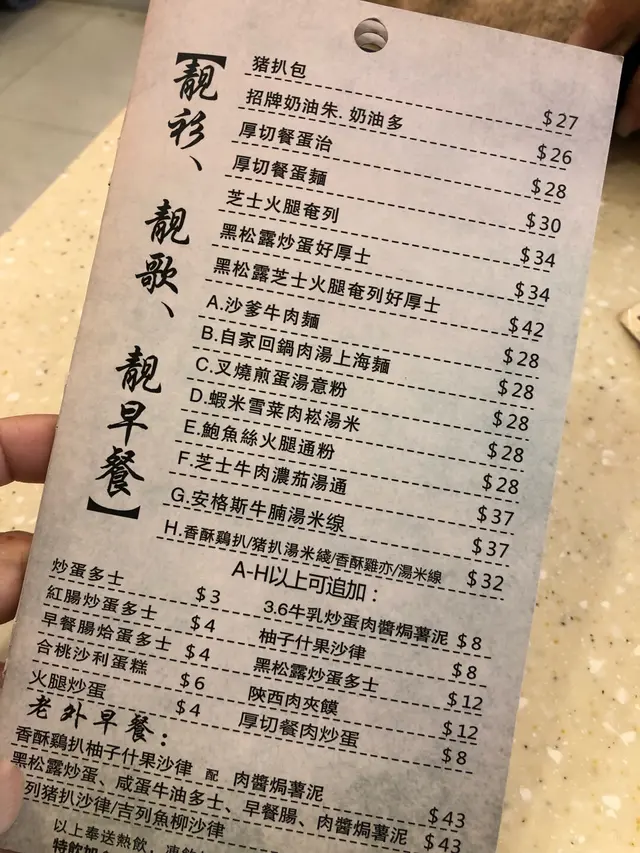 【靚彩、靚歌、靚早餐】
猪扒包 $27
招牌奶油朱.奶油多 $26
厚切餐蛋治 $28
厚切餐蛋麵 $30
芝士火腿奄列 $34
黑松露炒蛋好厚士 $34
黑松露芝士火腿奄列好厚士 $42
A.沙爹牛肉麵 $28
B.自家回鍋肉湯上海麵 $28
C.叉燒煎蛋湯意粉 $28
D.蝦米雪菜肉崧湯米 $28
E.鮑魚絲火腿通粉 $28
F.芝士牛肉濃茄湯通 $37
G.安格斯牛腩湯米缐 $37
H.香酥鷄扒/猪扒湯米綫/香酥雞亦/湯米線 $32
A-H以上可追加：
炒蛋多士 $3
紅腸炒蛋多士 $4
早餐腸烚蛋多士 $4
合桃沙利蛋糕 $6
火腿炒蛋 $4
3.6牛乳炒蛋肉醬焗薯泥 $8
柚子什果沙律 $8
黑松露炒蛋多士 $12
陝西肉夾饃 $12
厚切餐肉炒蛋 $8
老外早餐：
香酥鷄扒柚子什果沙律 配 肉醬焗薯泥 $43
黑松露炒蛋、咸蛋牛油多士、早餐腸、肉醬焗薯泥 $43
列猪扒沙律/吉列魚柳沙律
以上奉送熱飲，凍飲
特飲加